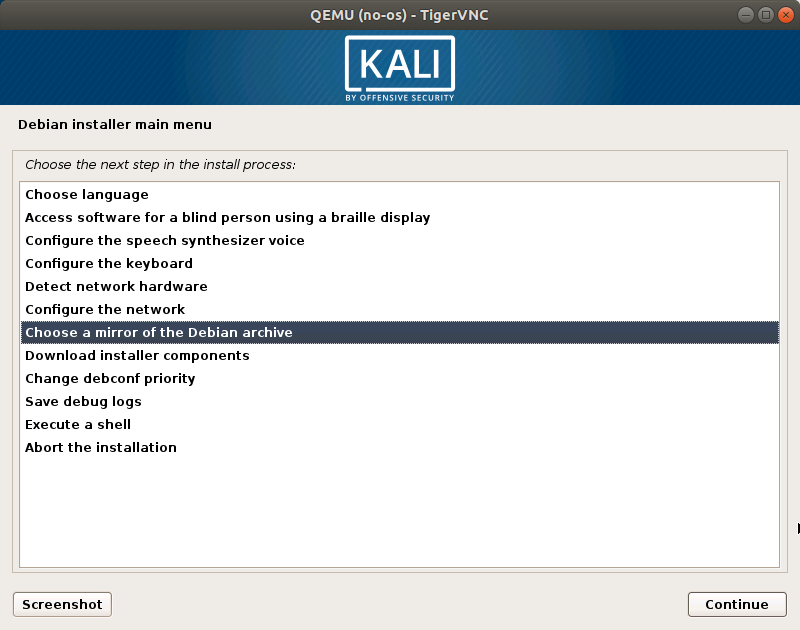 QEMU (no-os) - TigerVNC
KALI
BY OFFENSIVE SECURITY
Debian installer main menu
Choose the next step in the install process:
Choose language
Access software for a blind person using a braille display
Configure the speech synthesizer voice
Configure the keyboard
Detect network hardware
Configure the network
Choose a mirror of the Debian archive
Download installer components
Change debconf priority
Save debug logs
Execute a shell
Abort the installation
Screenshot
Continue